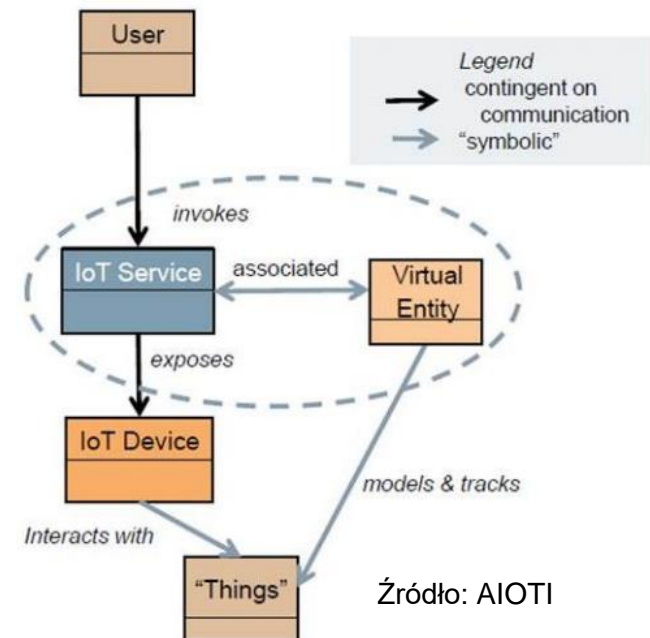 User
Legend
contingent on
communication
"symbolic"
invokes
IoT Service
associated
Virtual
Entity
exposes
IoT Device
models & tracks
Interacts with
"Things"
Źródło: AIOTI